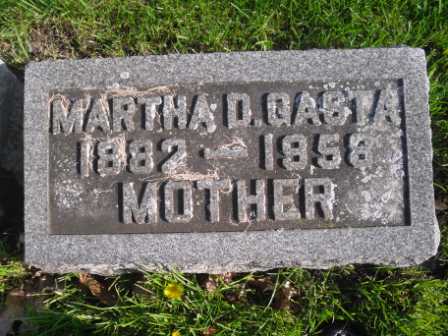 MARTHA D. GASTA
1882 - 1958
MOTHER